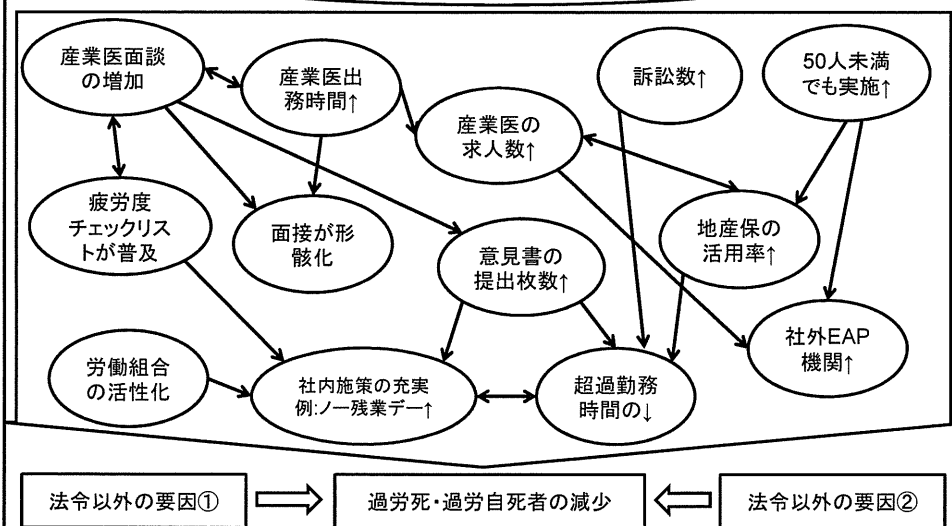 産業医面談
の増加
産業医出
務時間↑
訴訟数↑
50人未満
でも実施↑
産業医の
求人数↑
疲労度
チェックリス
トが普及
面接が形
骸化
意見書の
提出枚数↑
地産保の
活用率↑
社外EAP
機関↑
労働組合
の活性化
社内施策の充実
例:ノー残業デー↑
超過勤務
時間の↓
法令以外の要因①
過労死・過労自死者の減少
法令以外の要因②